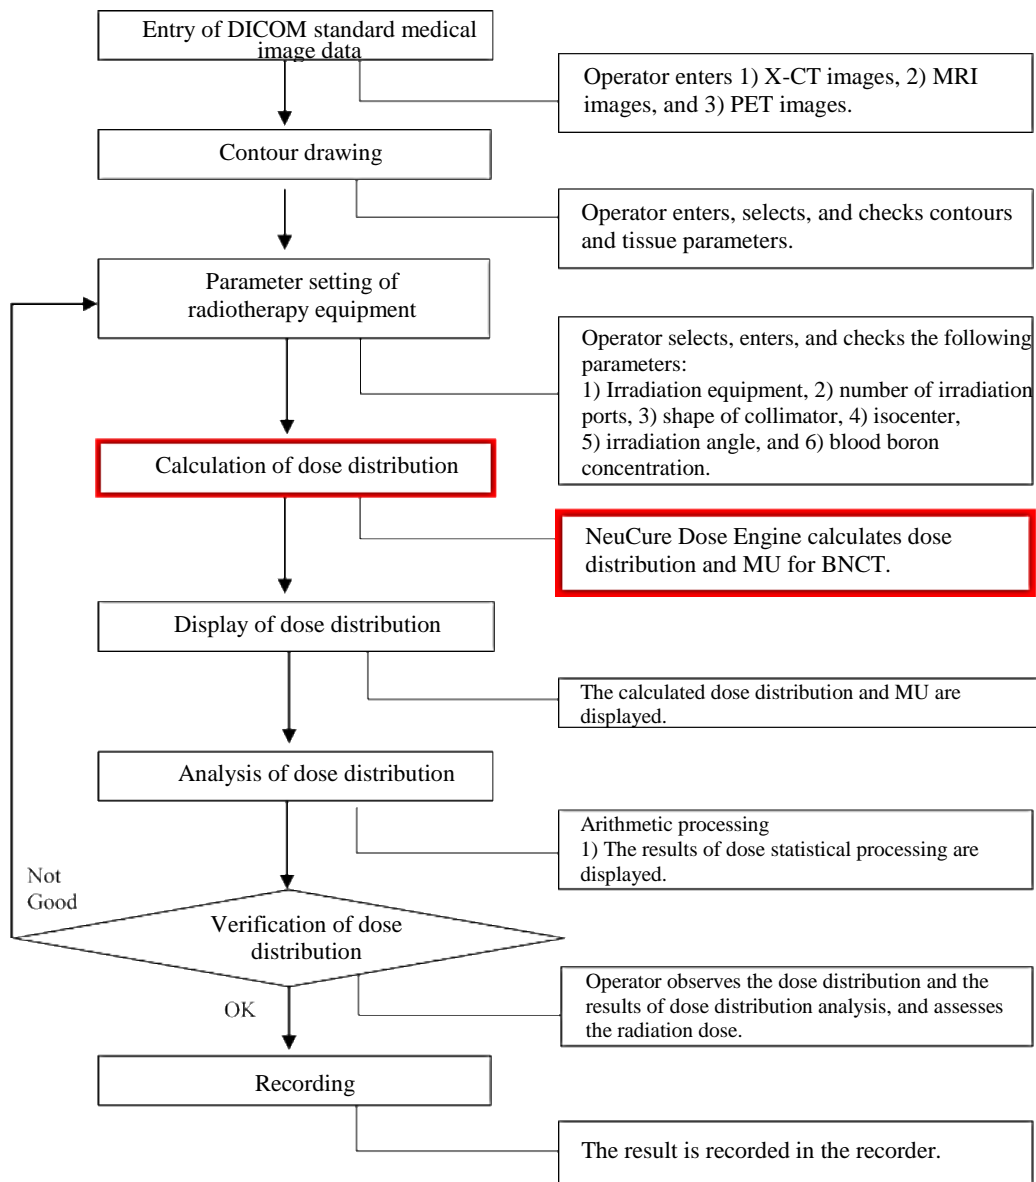 Entry of DICOM standard medical
image data
Operator enters 1) X-CT images, 2) MRI
images, and 3) PET images.
Contour drawing
Operator enters, selects, and checks contours
and tissue parameters.
Parameter setting of
radiotherapy equipment
Operator selects, enters, and checks the following
parameters:
1) Irradiation equipment, 2) number of irradiation
ports, 3) shape of collimator, 4) isocenter,
5) irradiation angle, and 6) blood boron
concentration.
Calculation of dose distribution
NeuCure Dose Engine calculates dose
distribution and MU for BNCT.
Display of dose distribution
The calculated dose distribution and MU are
displayed.
Analysis of dose distribution
Arithmetic processing
1) The results of dose statistical processing are
displayed.
Not
Good
Verification of dose
distribution
Operator observes the dose distribution and the
results of dose distribution analysis, and assesses
the radiation dose.
OK
Recording
The result is recorded in the recorder.